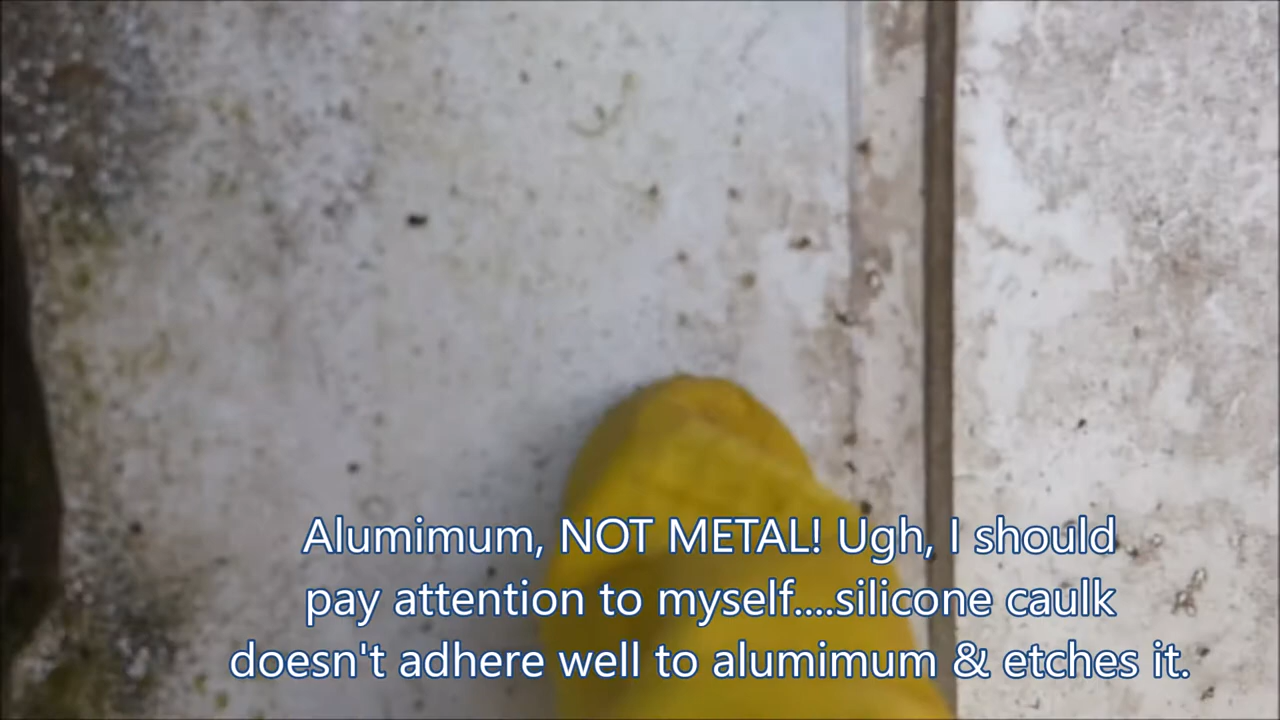 Alumimum, NOT METAL! Ugh, I should
pay attention to myself....silicone caulk
doesn't adhere well to alumimum & etches it.